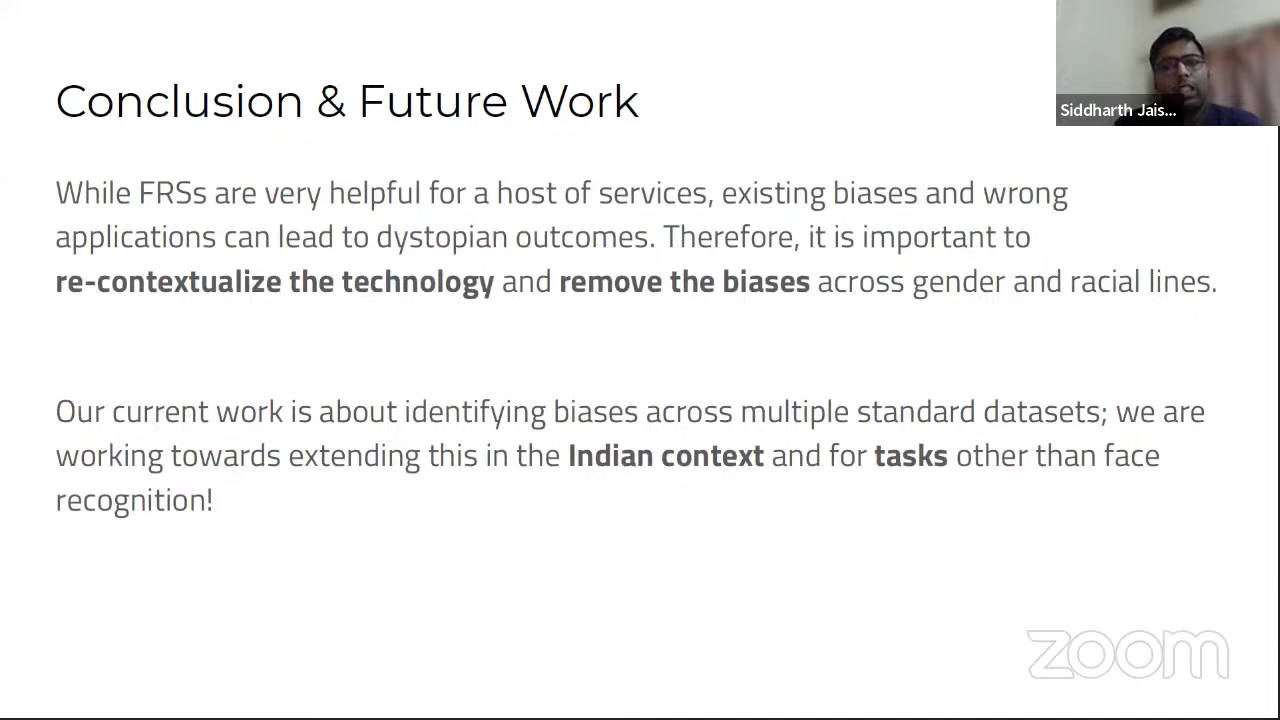 Conclusion & Future Work
Siddharth Jais...
While FRSs are very helpful for a host of services, existing biases and wrong
applications can lead to dystopian outcomes. Therefore, it is important to
re-contextualize the technology and remove the biases across gender and racial lines.
Our current work is about identifying biases across multiple standard datasets; we are
working towards extending this in the Indian context and for tasks other than face
recognition!
zoom